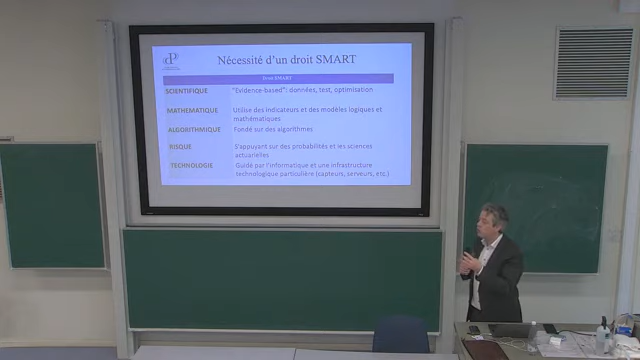 Nécessité d'un droit SMART
Droit SMART
SCIENTIFIQUE "Evidence-based": données, test, optimisation
MATHEMATIQUE Utilise des indicateurs et des modèles logiques et
mathématiques
ALGORITHMIQUE Fondé sur des algorithmes
RISQUE S'appuyant sur des probabilités et les sciences
actuarielles
TECHNOLOGIE Guidé par l'informatique et une infrastructure
technologique particulière (capteurs, serveurs, etc.)